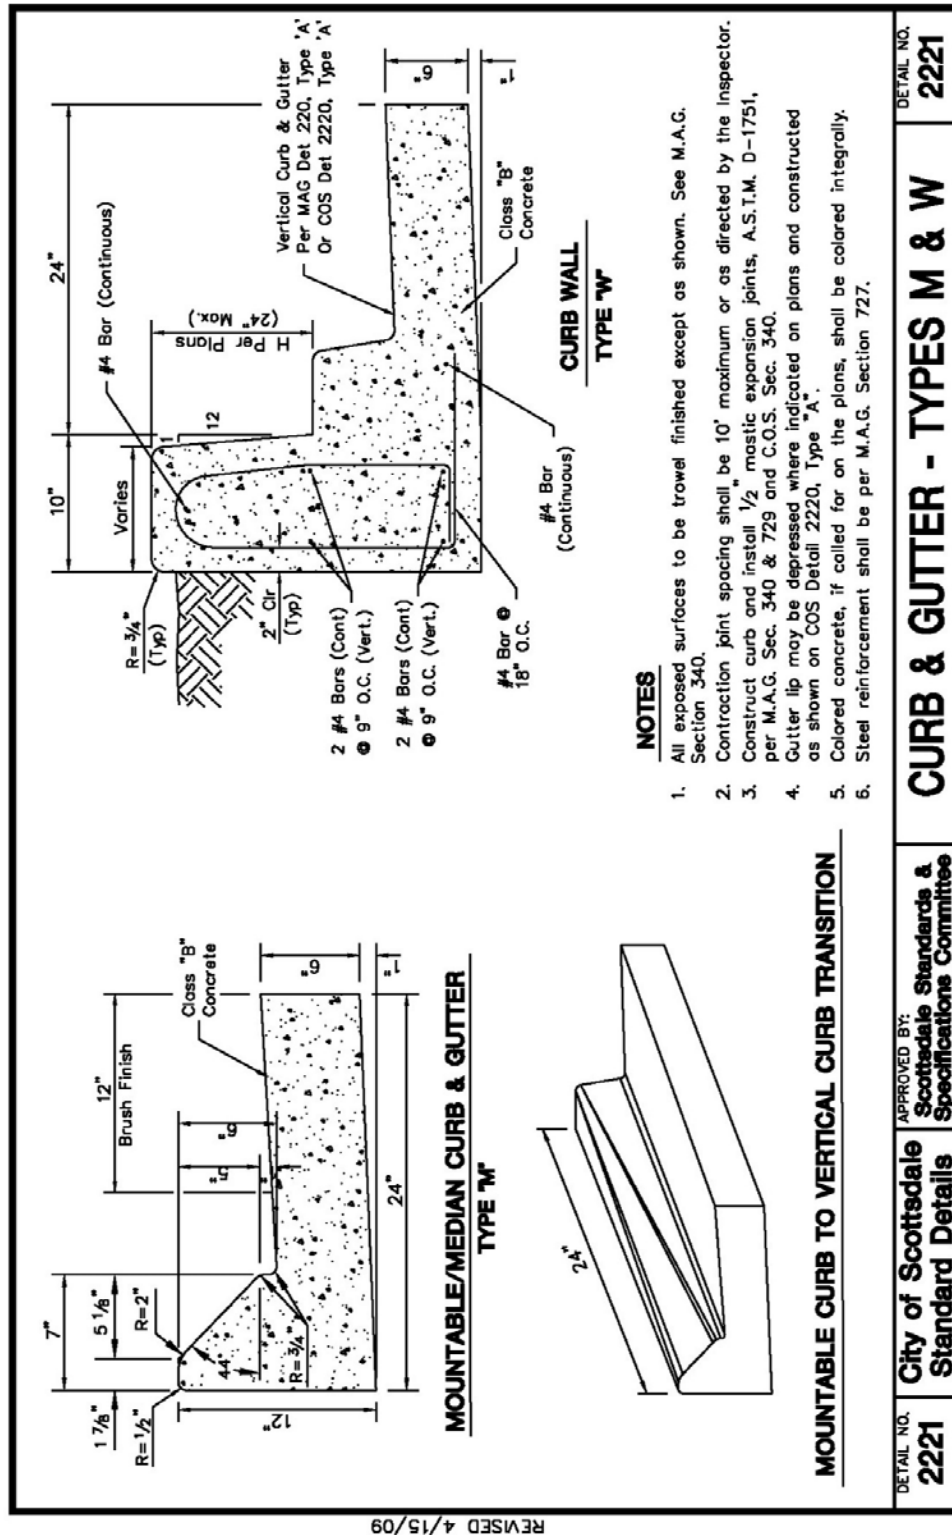 7"
1 7/8"
5 1/8"
R=1/2"
R=2"
12"
Brush Finish
6"
5"
1"
44
R=3/4"
12"
Class "B"
Concrete
6"
1"
24"
MOUNTABLE/MEDIAN CURB & GUTTER
TYPE "M"
24"
MOUNTABLE CURB TO VERTICAL CURB TRANSITION
10"
24"
Varies
R=3/4"
(Typ)
1
12
#4 Bar (Continuous)
H Per Plans
(24" Max.)
Vertical Curb & Gutter
Per MAG Det 220, Type 'A'
Or COS Det 2220, Type 'A'
6"
1"
2" Clr
(Typ)
2 #4 Bars (Cont)
@ 9" O.C. (Vert.)
2 #4 Bars (Cont)
@ 9" O.C. (Vert.)
#4 Bar @
18" O.C.
#4 Bar
(Continuous)
Class "B"
Concrete
CURB WALL
TYPE "W"
NOTES
1. All exposed surfaces to be trowel finished except as shown. See M.A.G.
Section 340.
2. Contraction joint spacing shall be 10' maximum or as directed by the Inspector.
3. Construct curb and install 1/2" mastic expansion joints, A.S.T.M. D-1751,
per M.A.G. Sec. 340 & 729 and C.O.S. Sec. 340.
4. Gutter lip may be depressed where indicated on plans and constructed
as shown on COS Detail 2220, Type "A".
5. Colored concrete, if called for on the plans, shall be colored integrally.
6. Steel reinforcement shall be per M.A.G. Section 727.
DETAIL NO.
2221
City of Scottsdale
Standard Details
APPROVED BY:
Scottsdale Standards &
Specifications Committee
CURB & GUTTER - TYPES M & W
DETAIL NO.
2221
REVISED 4/15/09